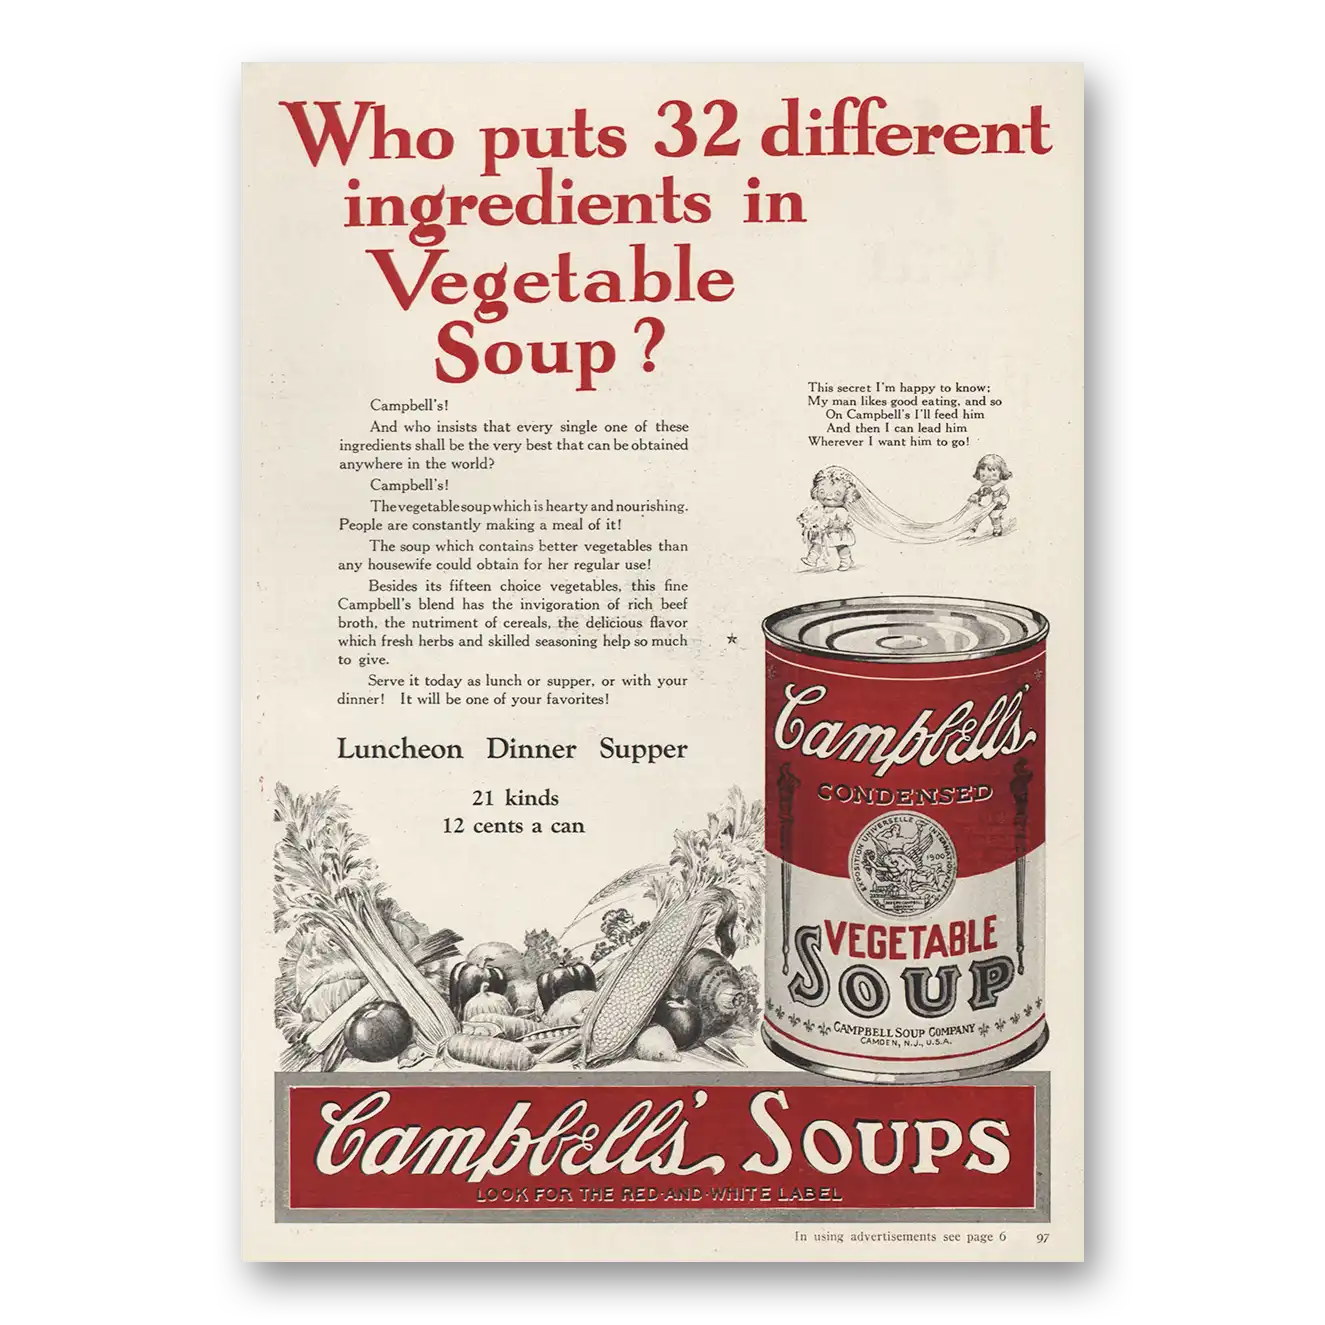 Who puts 32 different
ingredients in
Vegetable
Soup?
Campbell's!
And who insists that every single one of these
ingredients shall be the very best that can be obtained
anywhere in the world?
Campbell's!
The vegetable soup which is hearty and nourishing.
People are constantly making a meal of it!
The soup which contains better vegetables than
any housewife could obtain for her regular use!
Besides its fifteen choice vegetables, this fine
Campbell's blend has the invigoration of rich beef
broth, the nutriment of cereals, the delicious flavor
which fresh herbs and skilled seasoning help so much
to give.
Serve it today as lunch or supper, or with your
dinner! It will be one of your favorites!
Luncheon Dinner Supper
21 kinds
12 cents a can
This secret I'm happy to know;
My man likes good eating, and so
On Campbell's I'll feed him
And then I can lead him
Wherever I want him to go!
Campbell's
CONDENSED
EXPOSITION UNIVERSELLE INTERNATIONALE
1900
VEGETABLE
SOUP
CAMPBELL SOUP COMPANY
CAMDEN, N.J., U.S.A.
Campbell's SOUPS
LOOK FOR THE RED-AND-WHITE LABEL
In using advertisements see page 6 97